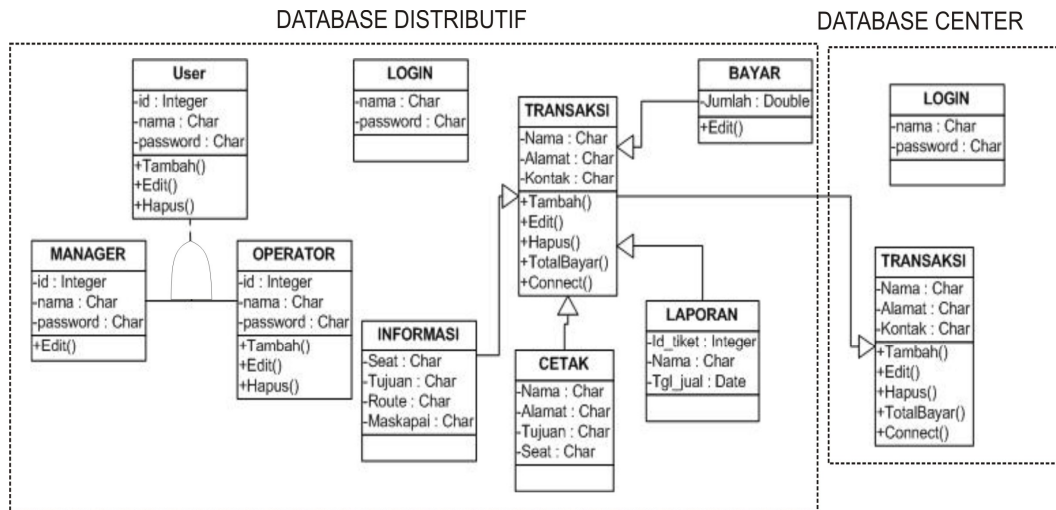 DATABASE DISTRIBUTIF
DATABASE CENTER
User
-id : Integer
-nama : Char
-password : Char
+Tambah()
+Edit()
+Hapus()
LOGIN
-nama : Char
-password : Char
TRANSAKSI
-Nama : Char
-Alamat : Char
-Kontak : Char
+Tambah()
+Edit()
+Hapus()
+TotalBayar()
+Connect()
BAYAR
-Jumlah : Double
+Edit()
LOGIN
-nama : Char
-password : Char
MANAGER
-id : Integer
-nama : Char
-password : Char
+Edit()
OPERATOR
-id : Integer
-nama : Char
-password : Char
+Tambah()
+Edit()
+Hapus()
INFORMASI
-Seat : Char
-Tujuan : Char
-Route : Char
-Maskapai : Char
CETAK
-Nama : Char
-Alamat : Char
-Tujuan : Char
-Seat : Char
LAPORAN
-Id_tiket : Integer
-Nama : Char
-Tgl_jual : Date
TRANSAKSI
-Nama : Char
-Alamat : Char
-Kontak : Char
+Tambah()
+Edit()
+Hapus()
+TotalBayar()
+Connect()